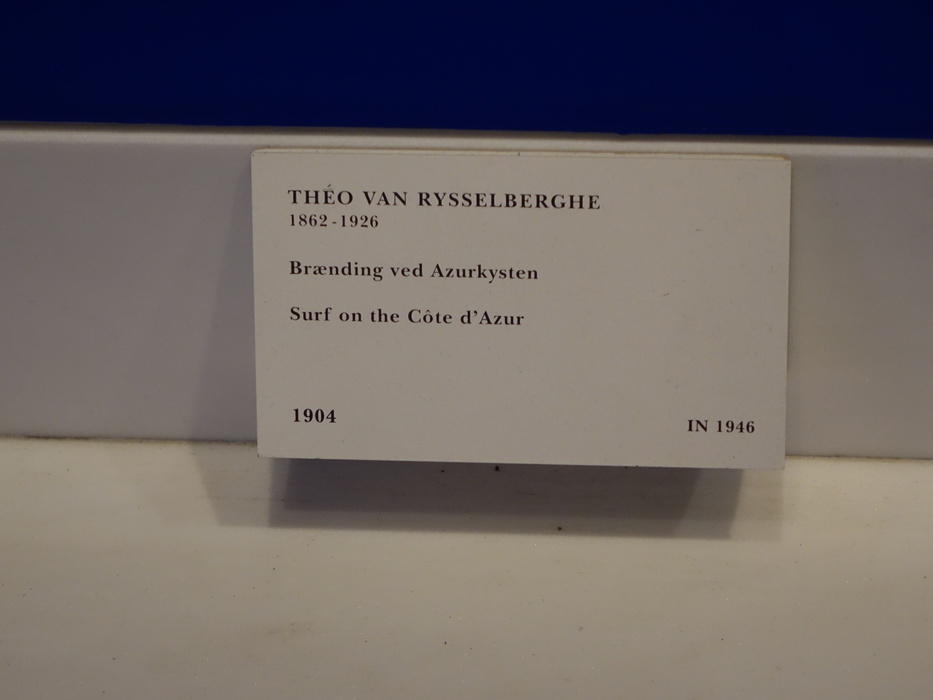 THÉO VAN RYSSELBERGHE
1862-1926
Brænding ved Azurkysten
Surf on the Côte d'Azur
1904
IN 1946